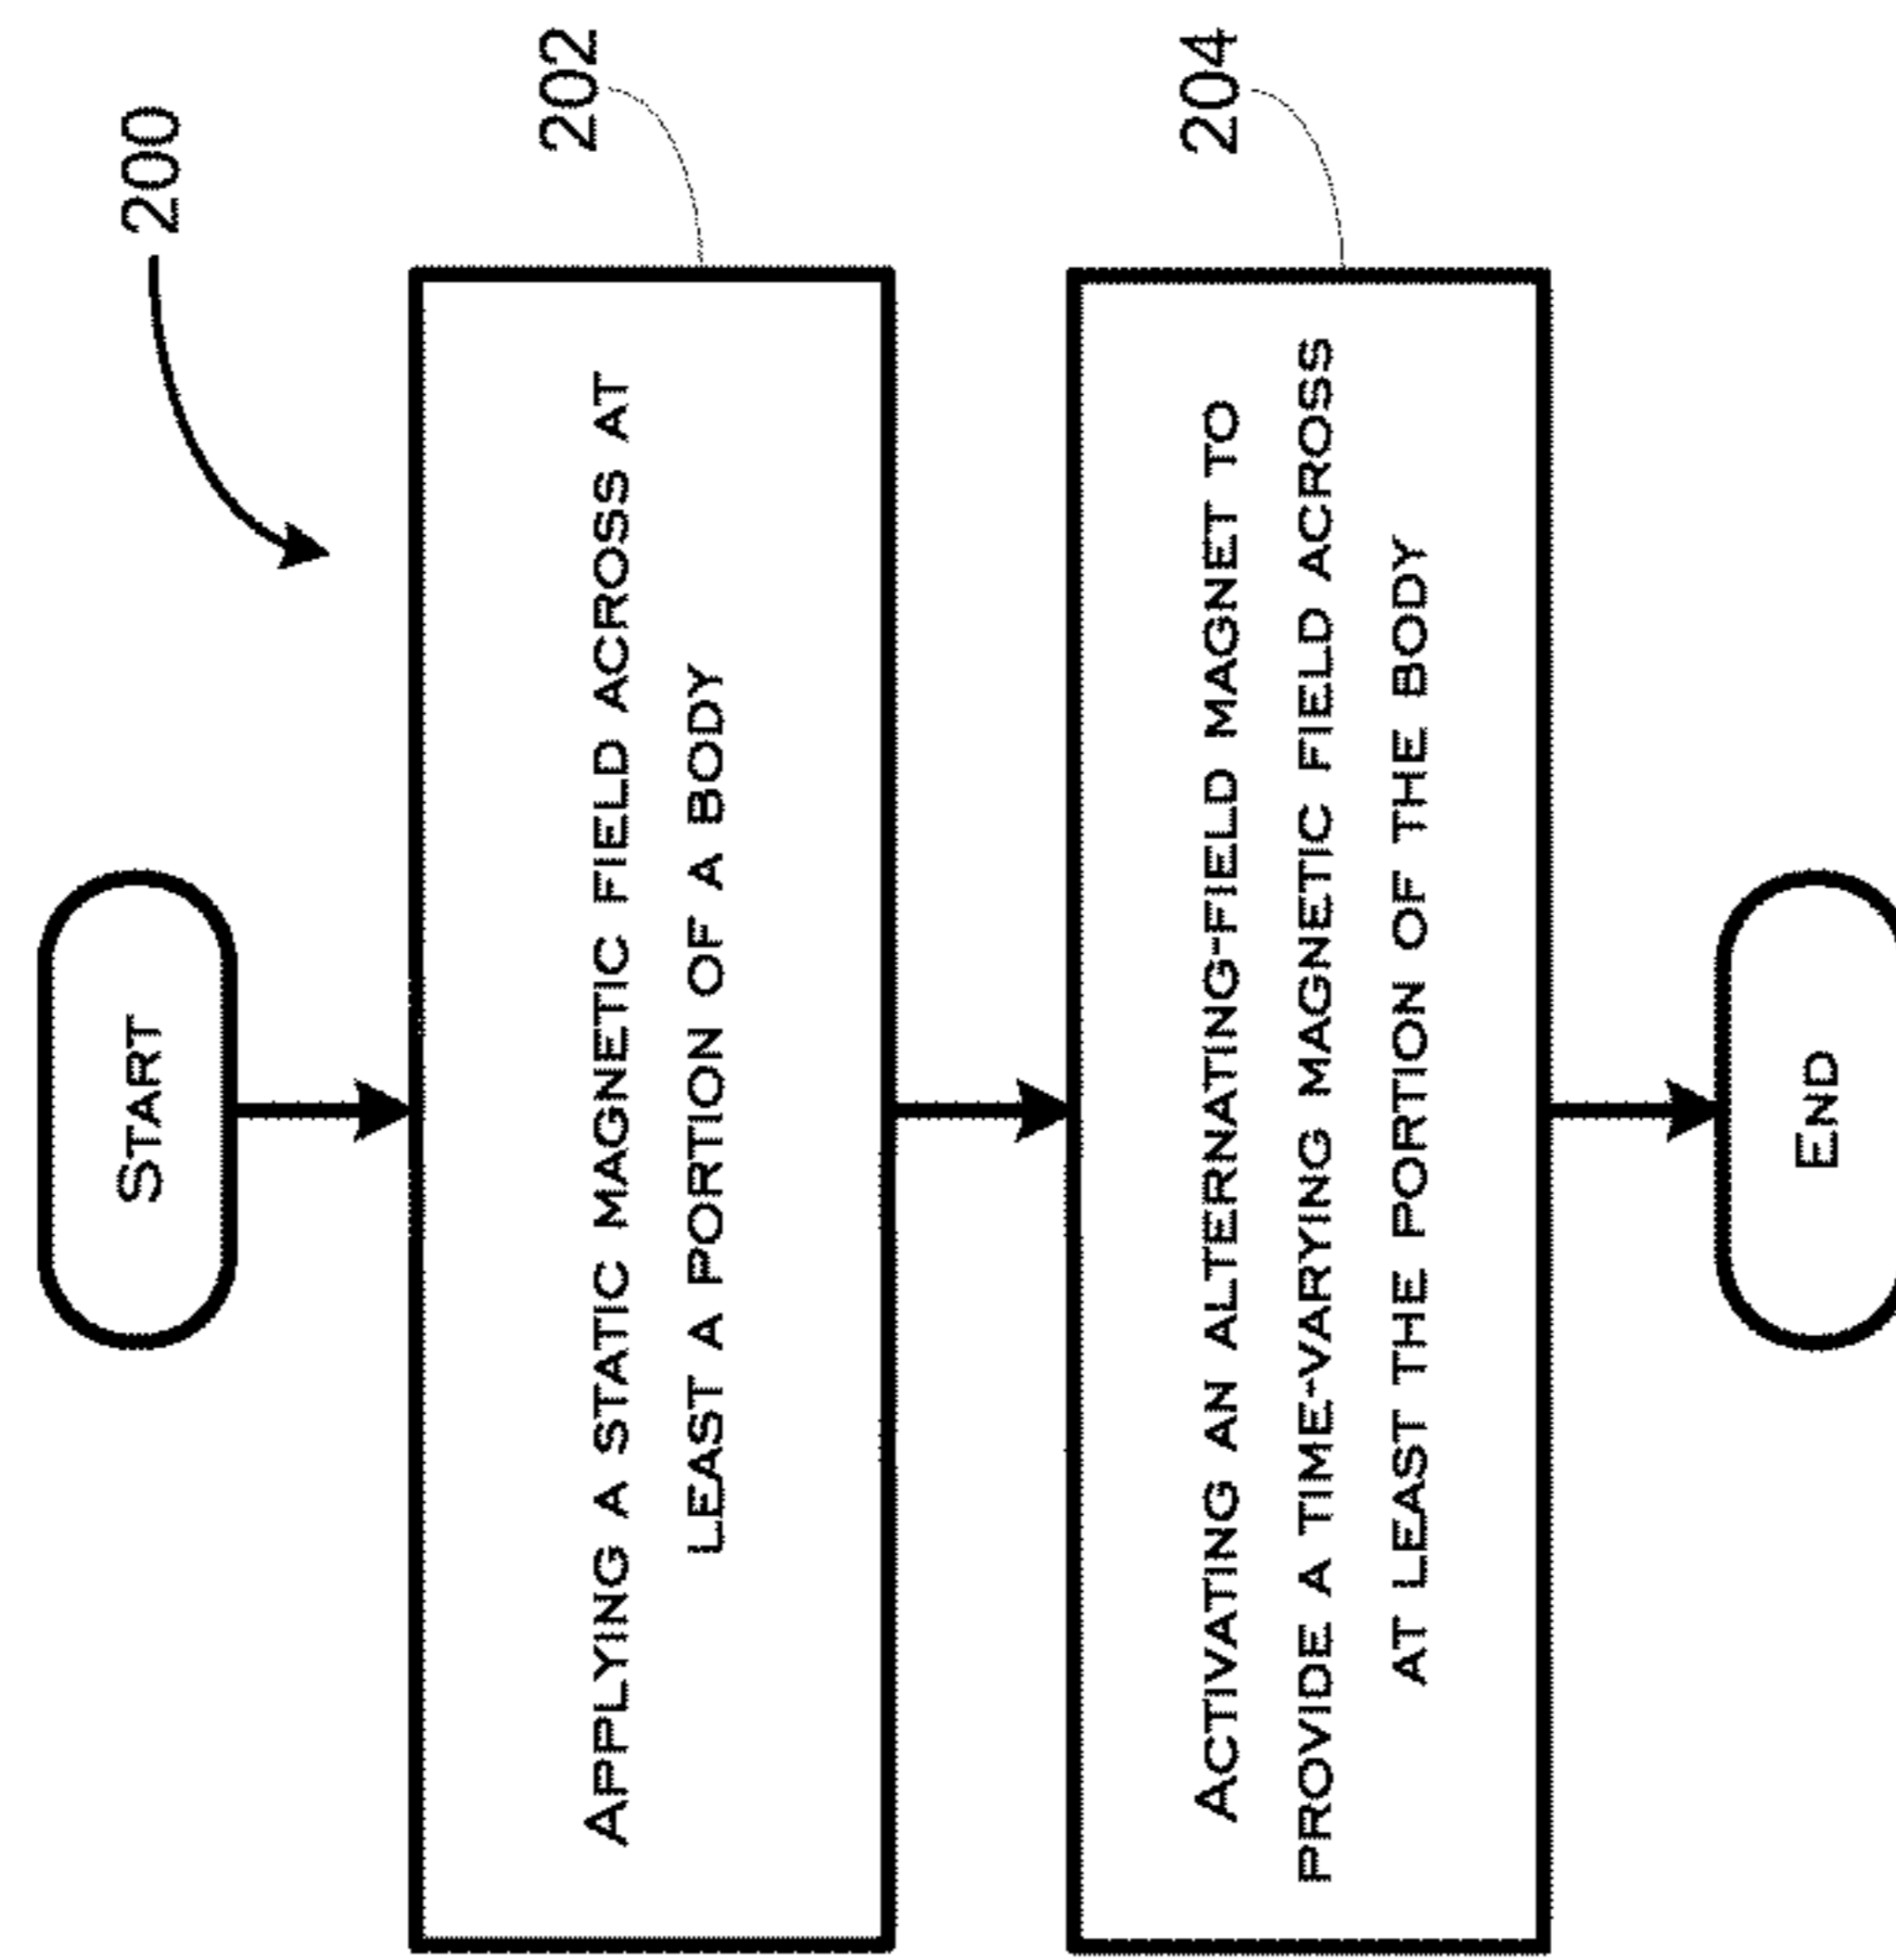 200
START
202
APPLYING A STATIC MAGNETIC FIELD ACROSS AT
LEAST A PORTION OF A BODY
204
ACTIVATING AN ALTERNATING-FIELD MAGNET TO
PROVIDE A TIME-VARYING MAGNETIC FIELD ACROSS
AT LEAST THE PORTION OF THE BODY
END